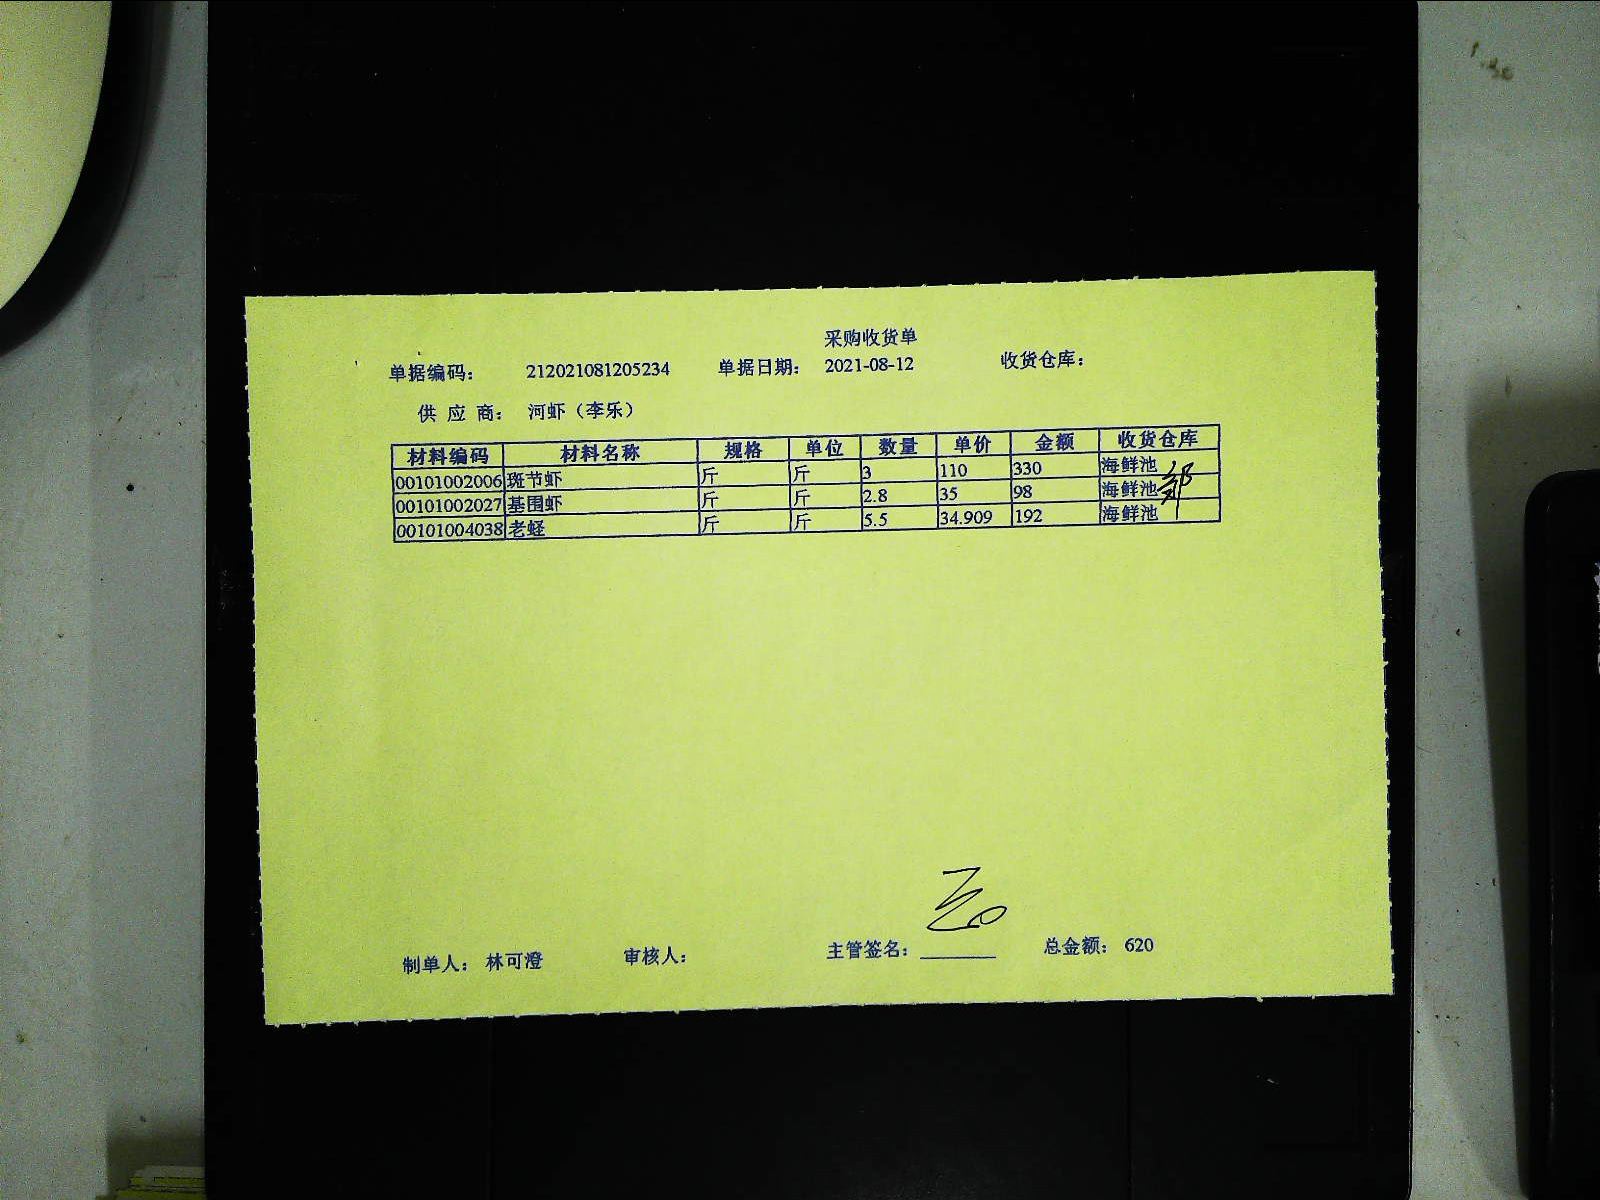 采购收货单
单据编码： 212021081205234 单据日期： 2021-08-12 收货仓库：
供 应 商： 河虾（李乐）
材料编码 材料名称 规格 单位 数量 单价 金额 收货仓库
00101002006 斑节虾 斤 斤 3 110 330 海鲜池
00101002027 基围虾 斤 斤 2.8 35 98 海鲜池
00101004038 老蛏 斤 斤 5.5 34.909 192 海鲜池
制单人： 林可澄 审核人： 主管签名： 总金额： 620